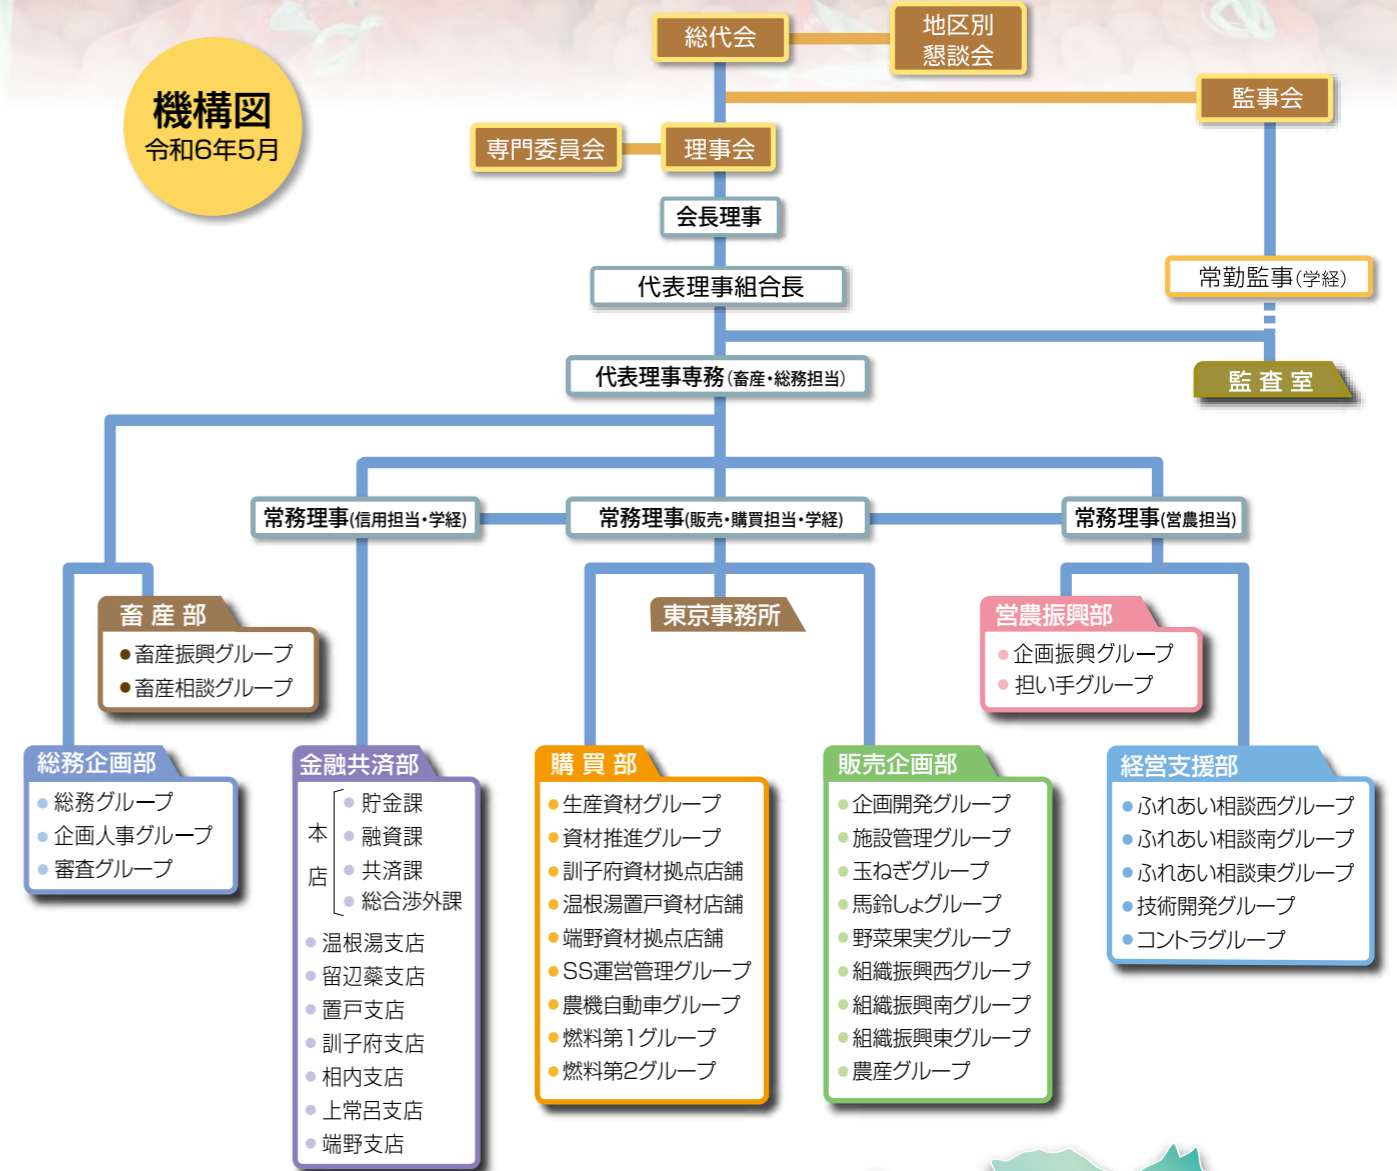 総代会
地区別
懇談会
機構図
令和6年5月
監事会
専門委員会
理事会
会長理事
代表理事組合長
常勤監事(学経)
代表理事専務(畜産・総務担当)
監査室
常務理事(信用担当・学経)
常務理事(販売・購買担当・学経)
常務理事(営農担当)
畜産部
●畜産振興グループ
●畜産相談グループ
東京事務所
営農振興部
●企画振興グループ
●担い手グループ
総務企画部
●総務グループ
●企画人事グループ
●審査グループ
金融共済部
本店
●貯金課
●融資課
●共済課
●総合渉外課
●温根湯支店
●留辺蘂支店
●置戸支店
●訓子府支店
●相内支店
●上常呂支店
●端野支店
購買部
●生産資材グループ
●資材推進グループ
●訓子府資材拠点店舗
●温根湯置戸資材店舗
●端野資材拠点店舗
●SS運営管理グループ
●農機自動車グループ
●燃料第1グループ
●燃料第2グループ
販売企画部
●企画開発グループ
●施設管理グループ
●玉ねぎグループ
●馬鈴しょグループ
●野菜果実グループ
●組織振興西グループ
●組織振興南グループ
●組織振興東グループ
●農産グループ
経営支援部
●ふれあい相談西グループ
●ふれあい相談南グループ
●ふれあい相談東グループ
●技術開発グループ
●コントラグループ